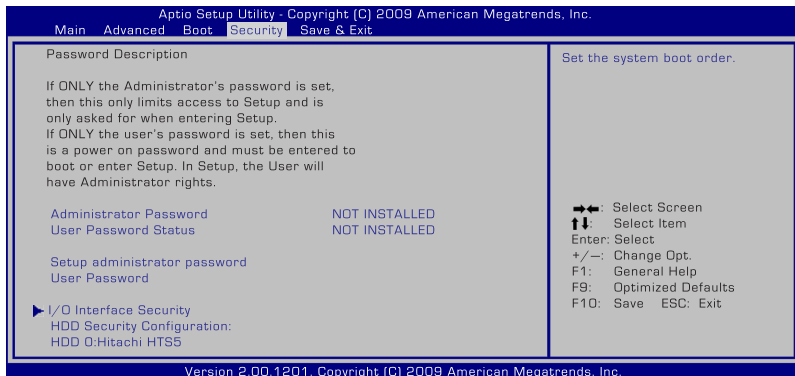 Aptio Setup Utility - Copyright (C) 2009 American Megatrends, Inc.
Main Advanced Boot Security Save & Exit
Password Description
If ONLY the Administrator's password is set,
then this only limits access to Setup and is
only asked for when entering Setup.
If ONLY the user's password is set, then this
is a power on password and must be entered to
boot or enter Setup. In Setup, the User will
have Administrator rights.
Administrator Password NOT INSTALLED
User Password Status NOT INSTALLED
Setup administrator password
User Password
I/O Interface Security
HDD Security Configuration:
HDD 0:Hitachi HTS5
Set the system boot order.
→←: Select Screen
↑↓: Select Item
Enter: Select
+/—: Change Opt.
F1: General Help
F9: Optimized Defaults
F10: Save ESC: Exit
Version 2.00.1201. Copyright (C) 2009 American Megatrends, Inc.